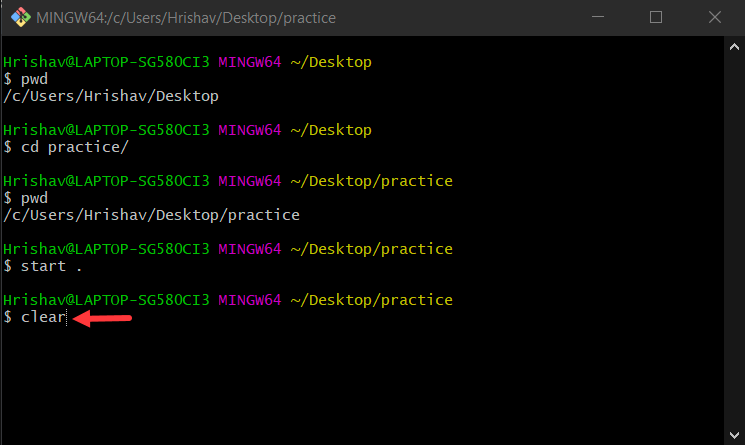 MINGW64:/c/Users/Hrishav/Desktop/practice
Hrishav@LAPTOP-SG580CI3 MINGW64 ~/Desktop
$ pwd
/c/Users/Hrishav/Desktop
Hrishav@LAPTOP-SG580CI3 MINGW64 ~/Desktop
$ cd practice/
Hrishav@LAPTOP-SG580CI3 MINGW64 ~/Desktop/practice
$ pwd
/c/Users/Hrishav/Desktop/practice
Hrishav@LAPTOP-SG580CI3 MINGW64 ~/Desktop/practice
$ start .
Hrishav@LAPTOP-SG580CI3 MINGW64 ~/Desktop/practice
$ clear